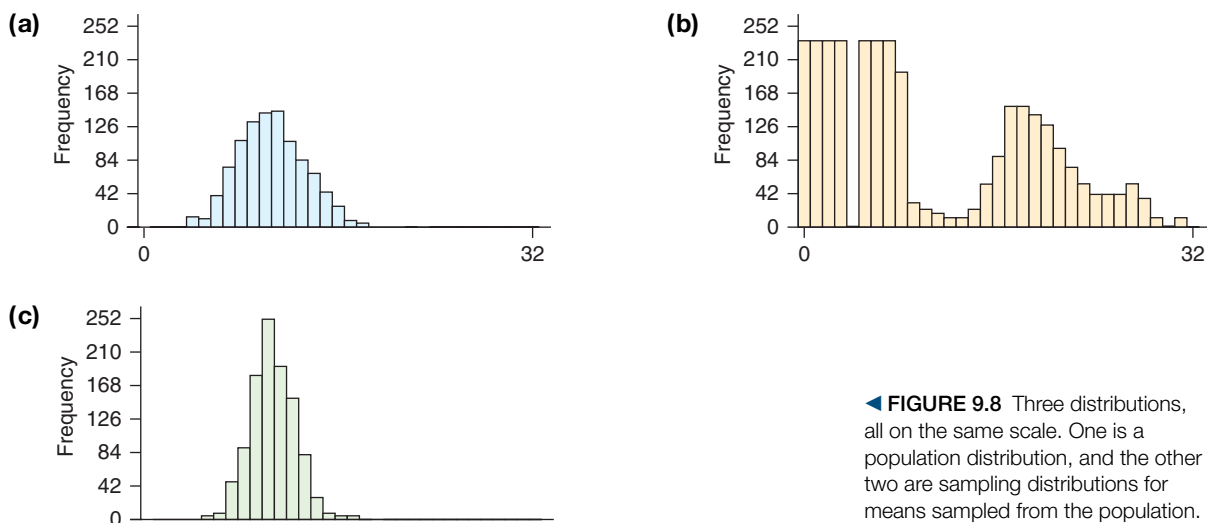 (a)
Frequency
252
210
168
126
84
42
0
0
32
(b)
Frequency
252
210
168
126
84
42
0
0
32
(c)
Frequency
252
210
168
126
84
42
0
◀ FIGURE 9.8 Three distributions,
all on the same scale. One is a
population distribution, and the other
two are sampling distributions for
means sampled from the population.